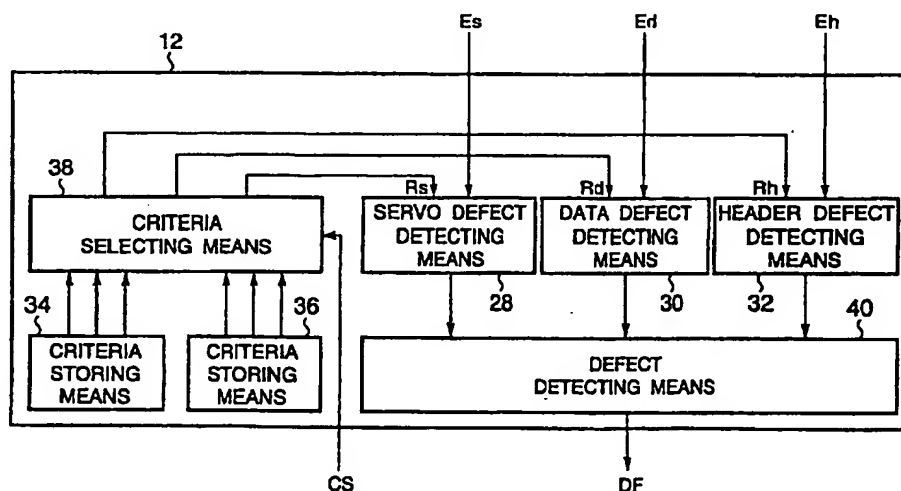 12
Es
Ed
Eh
38
Rs
Rd
Rh
CRITERIA
SELECTING MEANS
SERVO DEFECT
DETECTING
MEANS
DATA DEFECT
DETECTING
MEANS
HEADER DEFECT
DETECTING
MEANS
28
30
32
34
36
40
CRITERIA
STORING
MEANS
CRITERIA
STORING
MEANS
DEFECT
DETECTING MEANS
CS
DF